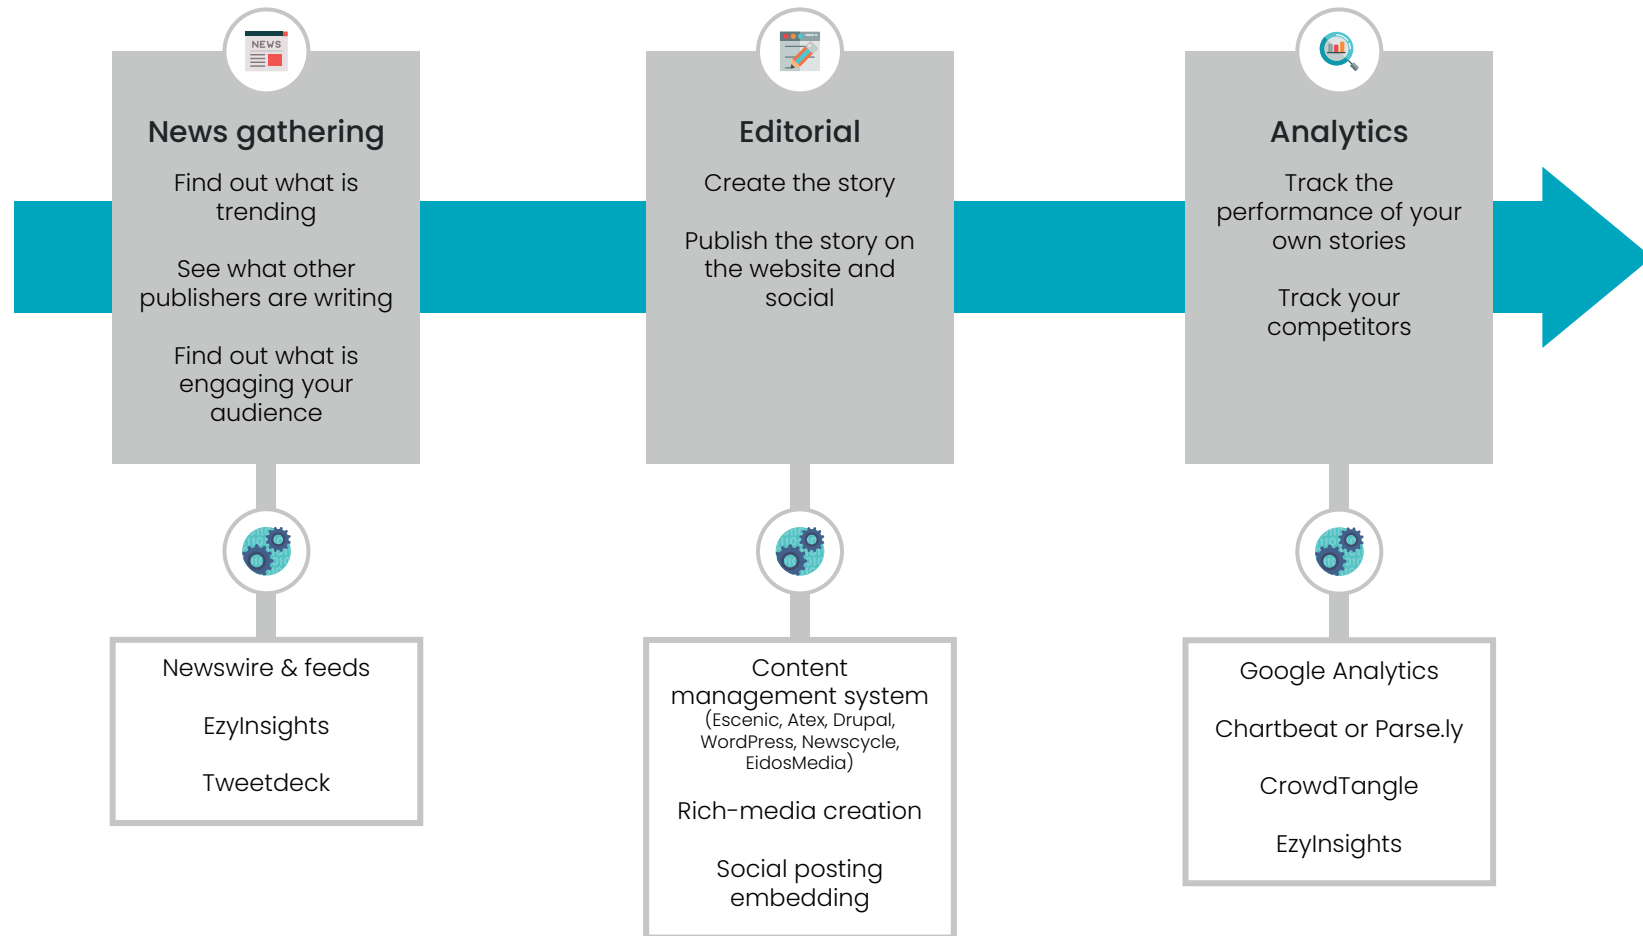 NEWS
News gathering
Find out what is
trending
See what other
publishers are writing
Find out what is
engaging your
audience
Newswire & feeds
EzyInsights
Tweetdeck
Editorial
Create the story
Publish the story on
the website and
social
Content
management system
(Escenic, Atex, Drupal,
WordPress, Newscycle,
EidosMedia)
Rich-media creation
Social posting
embedding
Analytics
Track the
performance of your
own stories
Track your
competitors
Google Analytics
Chartbeat or Parse.ly
CrowdTangle
EzyInsights